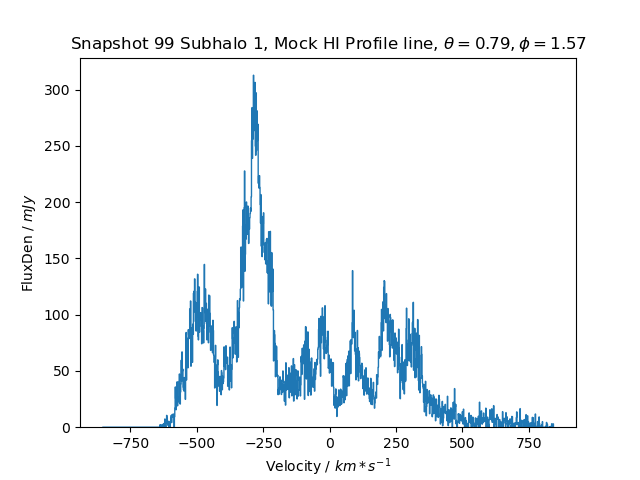 Snapshot 99 Subhalo 1, Mock HI Profile line, θ = 0.79, ϕ = 1.57
FluxDen / mJy
300
250
200
150
100
50
0
−750 −500 −250 0 250 500 750
Velocity / km * s⁻¹